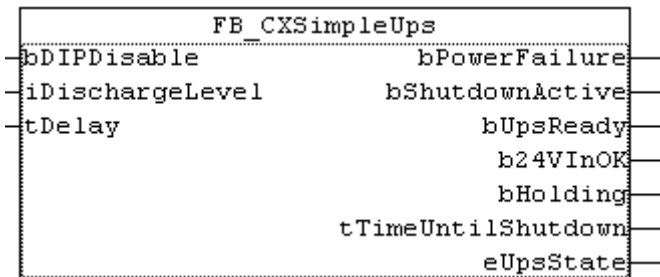 FB_CXSimpleUps
bDIPDisable bPowerFailure
iDischargeLevel bShutdownActive
tDelay bUpsReady
b24VInOK
bHolding
tTimeUntilShutdown
eUpsState